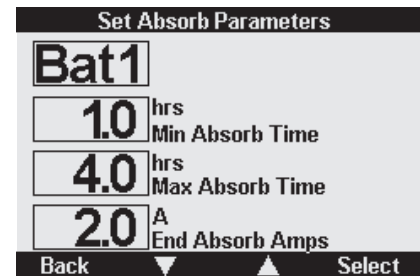 Set Absorb Parameters
Bat1
1.0 hrs
Min Absorb Time
4.0 hrs
Max Absorb Time
2.0 A
End Absorb Amps
Back Select